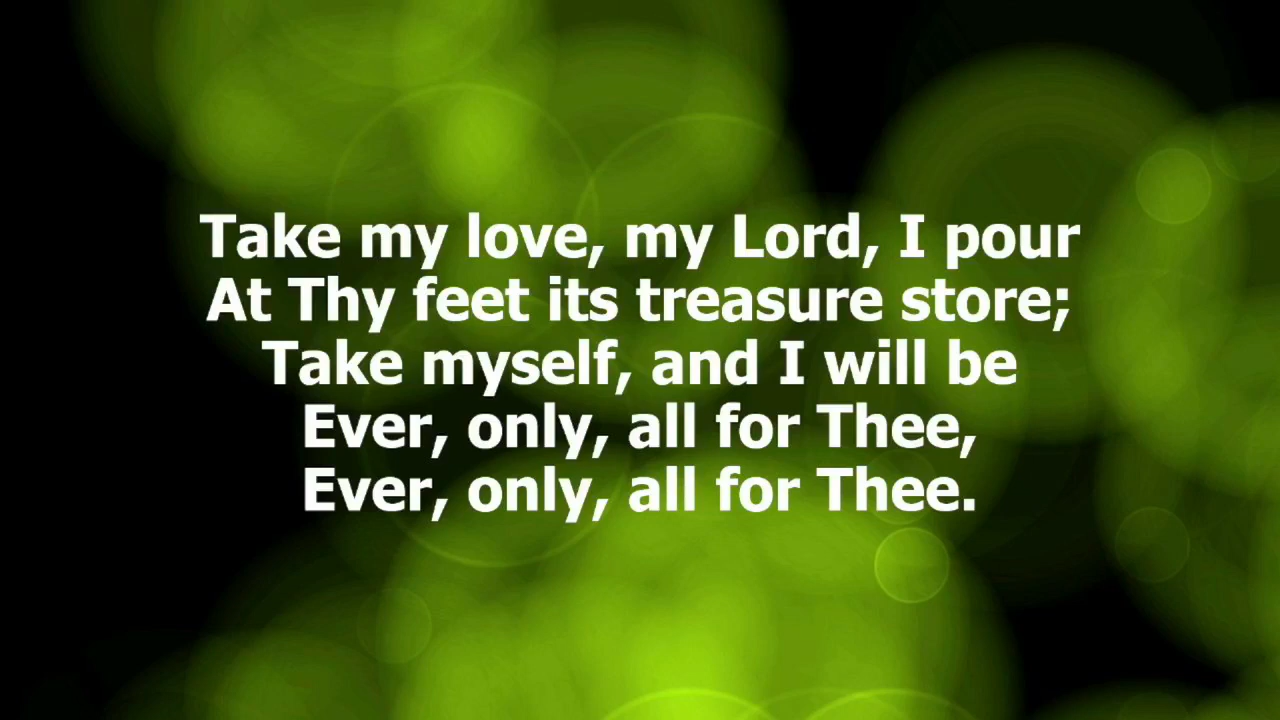 Take my love, my Lord, I pour
At Thy feet its treasure store;
Take myself, and I will be
Ever, only, all for Thee,
Ever, only, all for Thee.